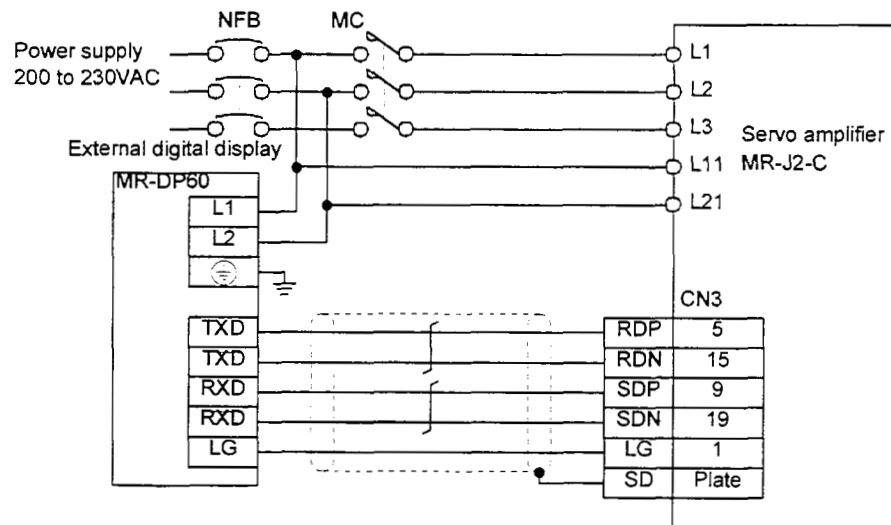 NFB
MC
Power supply
200 to 230VAC
L1
L2
L3
L11
L21
Servo amplifier
MR-J2-C
External digital display
MR-DP60
L1
L2
CN3
TXD
RDP 5
TXD
RDN 15
RXD
SDP 9
RXD
SDN 19
LG
LG 1
SD Plate